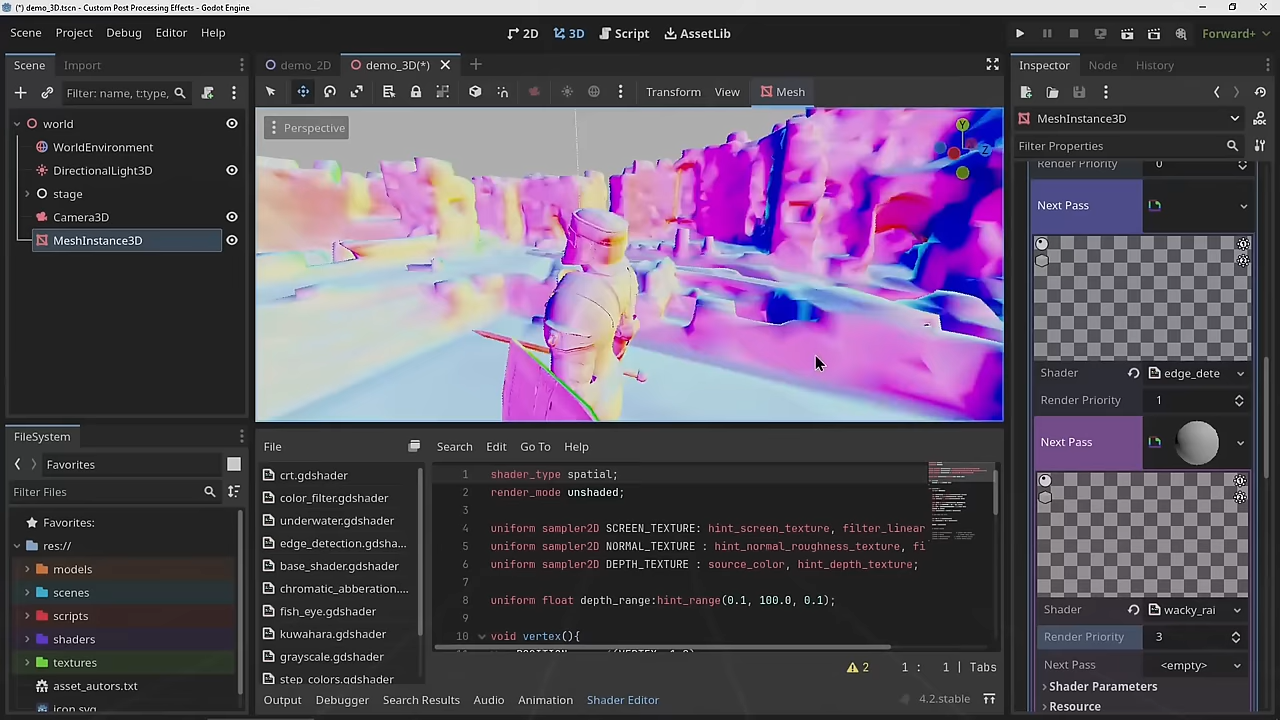 (*) demo_3D.tscn - Custom Post Processing Effects - Godot Engine
Scene Project Debug Editor Help
2D 3D Script AssetLib
Forward+
Scene Import
Filter: name, t:type,
world
WorldEnvironment
DirectionalLight3D
stage
Camera3D
MeshInstance3D
demo_2D demo_3D(*)
Transform View Mesh
Perspective
Y
Z
FileSystem
Favorites
Filter Files
Favorites:
res://
models
scenes
scripts
shaders
textures
asset_autors.txt
icon.svg
File
crt.gdshader
color_filter.gdshader
underwater.gdshader
edge_detection.gdsha...
base_shader.gdshader
chromatic_abberation....
fish_eye.gdshader
kuwahara.gdshader
grayscale.gdshader
step_colors.gdshader
Search Edit Go To Help
1 shader_type spatial;
2 render_mode unshaded;
3
4 uniform sampler2D SCREEN_TEXTURE: hint_screen_texture, filter_linear
5 uniform sampler2D NORMAL_TEXTURE : hint_normal_roughness_texture, fi
6 uniform sampler2D DEPTH_TEXTURE : source_color, hint_depth_texture;
7
8 uniform float depth_range:hint_range(0.1, 100.0, 0.1);
9
10 void vertex(){
2 1 : 1 | Tabs
Output Debugger Search Results Audio Animation Shader Editor
4.2.stable
Inspector Node History
MeshInstance3D
Filter Properties
Render Priority 0
Next Pass
Shader edge_dete
Render Priority 1
Next Pass
Shader wacky_rai
Render Priority 3
Next Pass <empty>
Shader Parameters
Resource